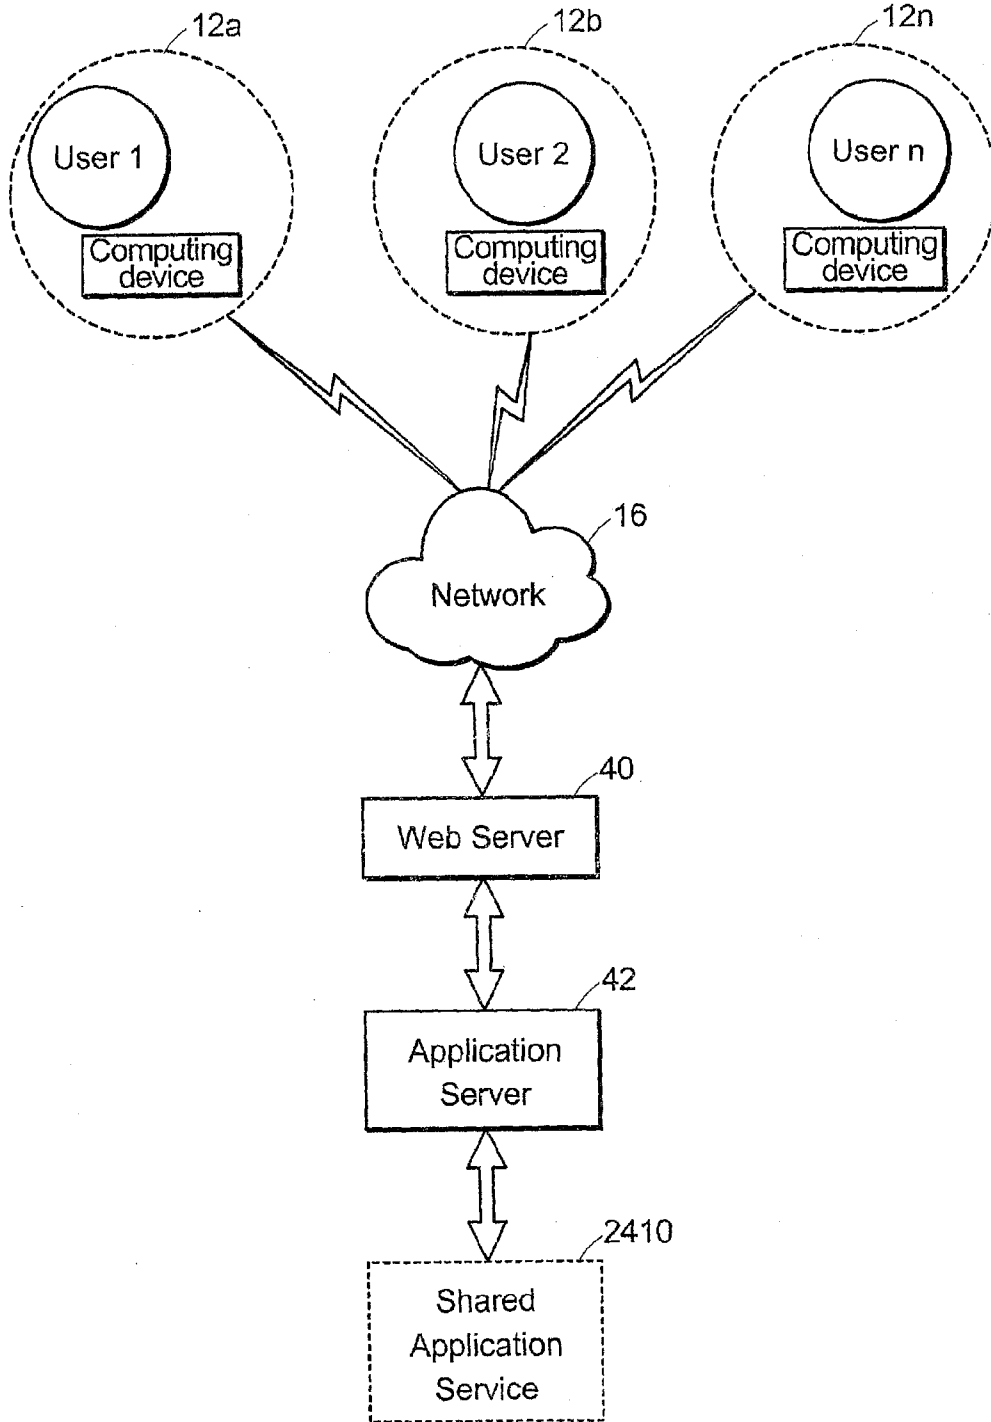 12a
12b
12n
User 1
User 2
User n
Computing
device
Computing
device
Computing
device
16
Network
40
Web Server
42
Application
Server
2410
Shared
Application
Service